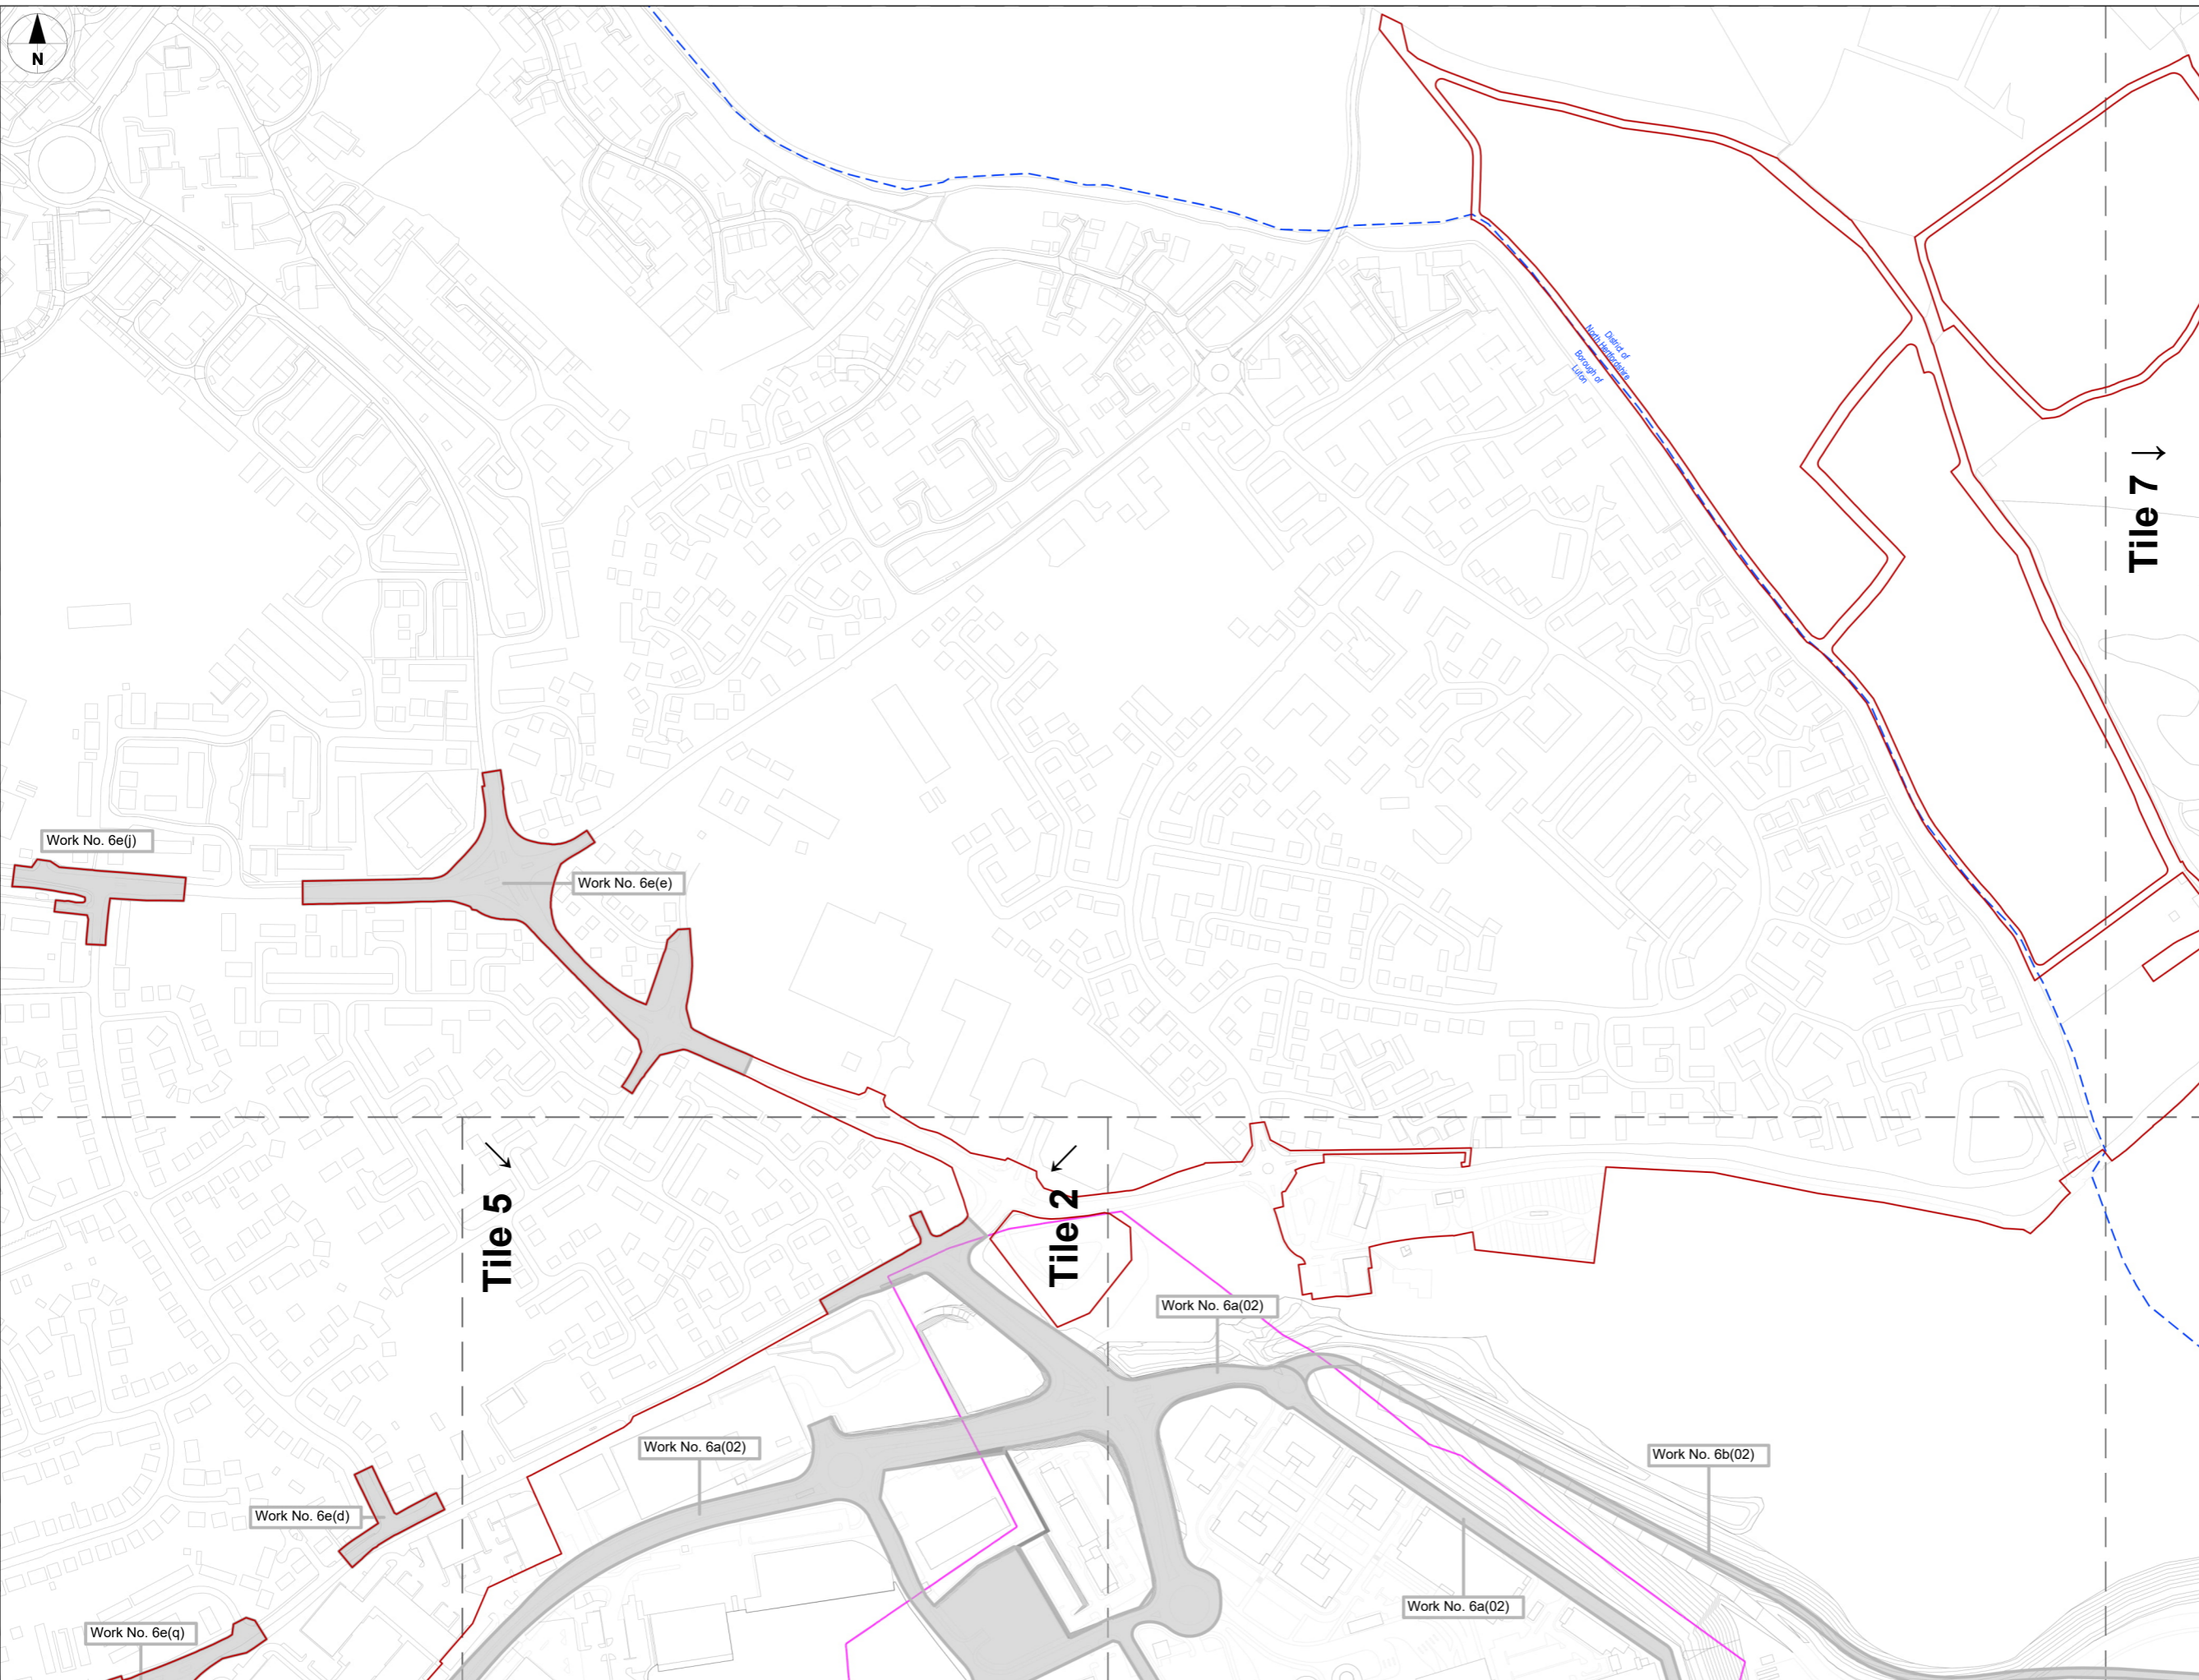 N
District of
North Hertfordshire
Borough of
Luton
Tile 7 →
Work No. 6e(j)
Work No. 6e(e)
Tile 5
Tile 2
Work No. 6a(02)
Work No. 6a(02)
Work No. 6b(02)
Work No. 6e(d)
Work No. 6a(02)
Work No. 6e(q)